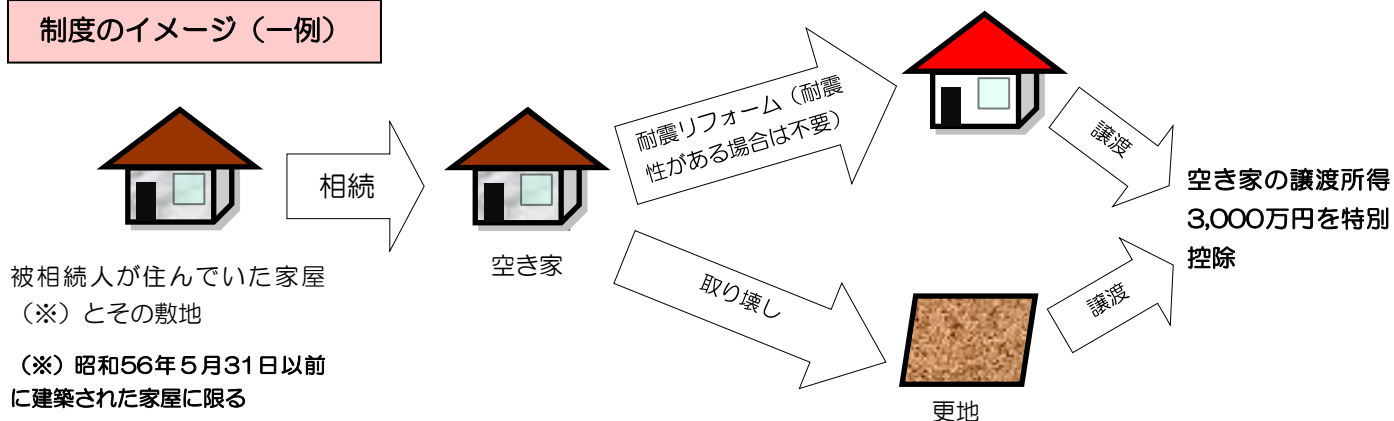 制度のイメージ（一例）
被相続人が住んでいた家屋
（※）とその敷地
（※）昭和56年５月31日以前
に建築された家屋に限る
相続
空き家
耐震リフォーム（耐震
性がある場合は不要）
取り壊し
更地
譲渡
譲渡
空き家の譲渡所得
3,000万円を特別
控除